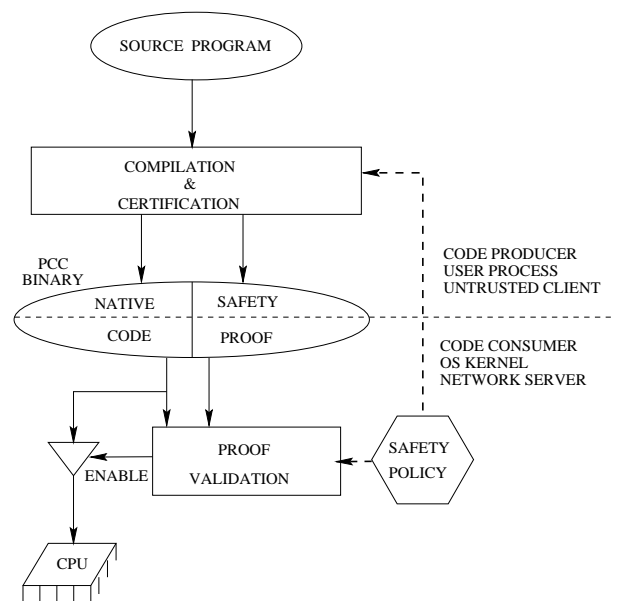 SOURCE PROGRAM
COMPILATION
&
CERTIFICATION
PCC
BINARY
NATIVE
CODE
SAFETY
PROOF
CODE PRODUCER
USER PROCESS
UNTRUSTED CLIENT
CODE CONSUMER
OS KERNEL
NETWORK SERVER
ENABLE
PROOF
VALIDATION
SAFETY
POLICY
CPU